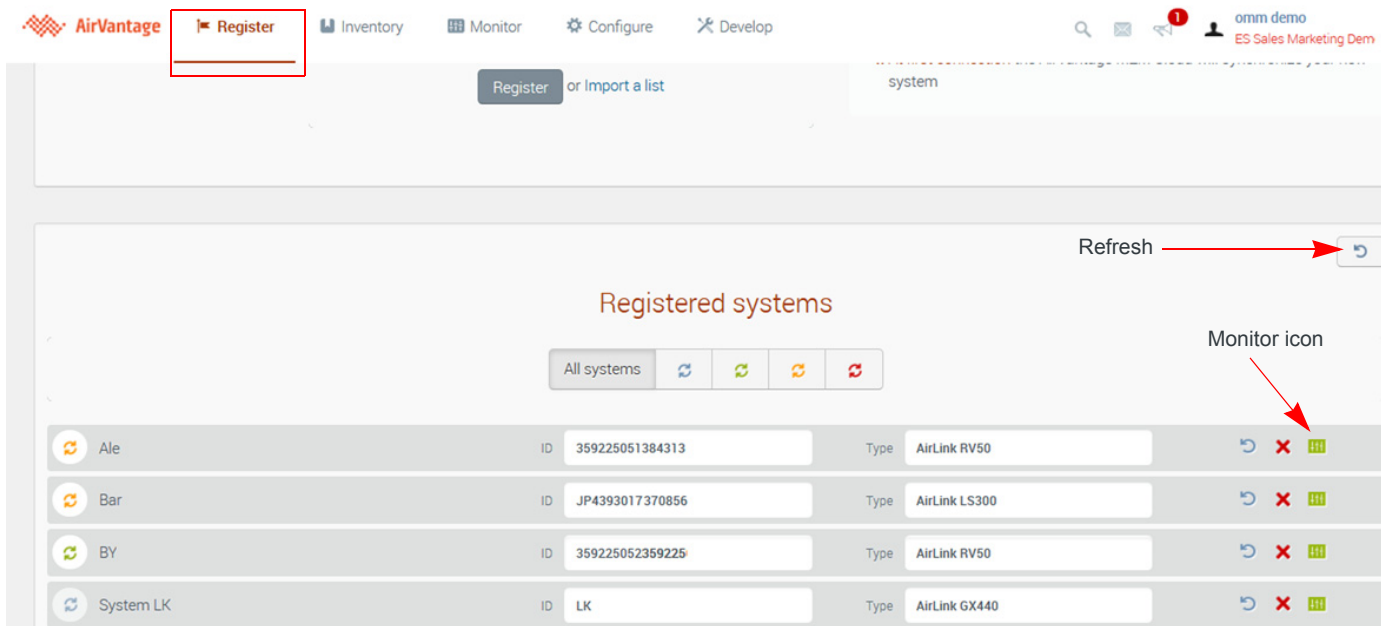 AirVantage Register Inventory Monitor Configure Develop 1 omm demo
ES Sales Marketing Dem
Register or Import a list
system
Refresh
Registered systems
Monitor icon
All systems
Ale ID 359225051384313 Type AirLink RV50
Bar ID JP4393017370856 Type AirLink LS300
BY ID 359225052359225 Type AirLink RV50
System LK ID LK Type AirLink GX440